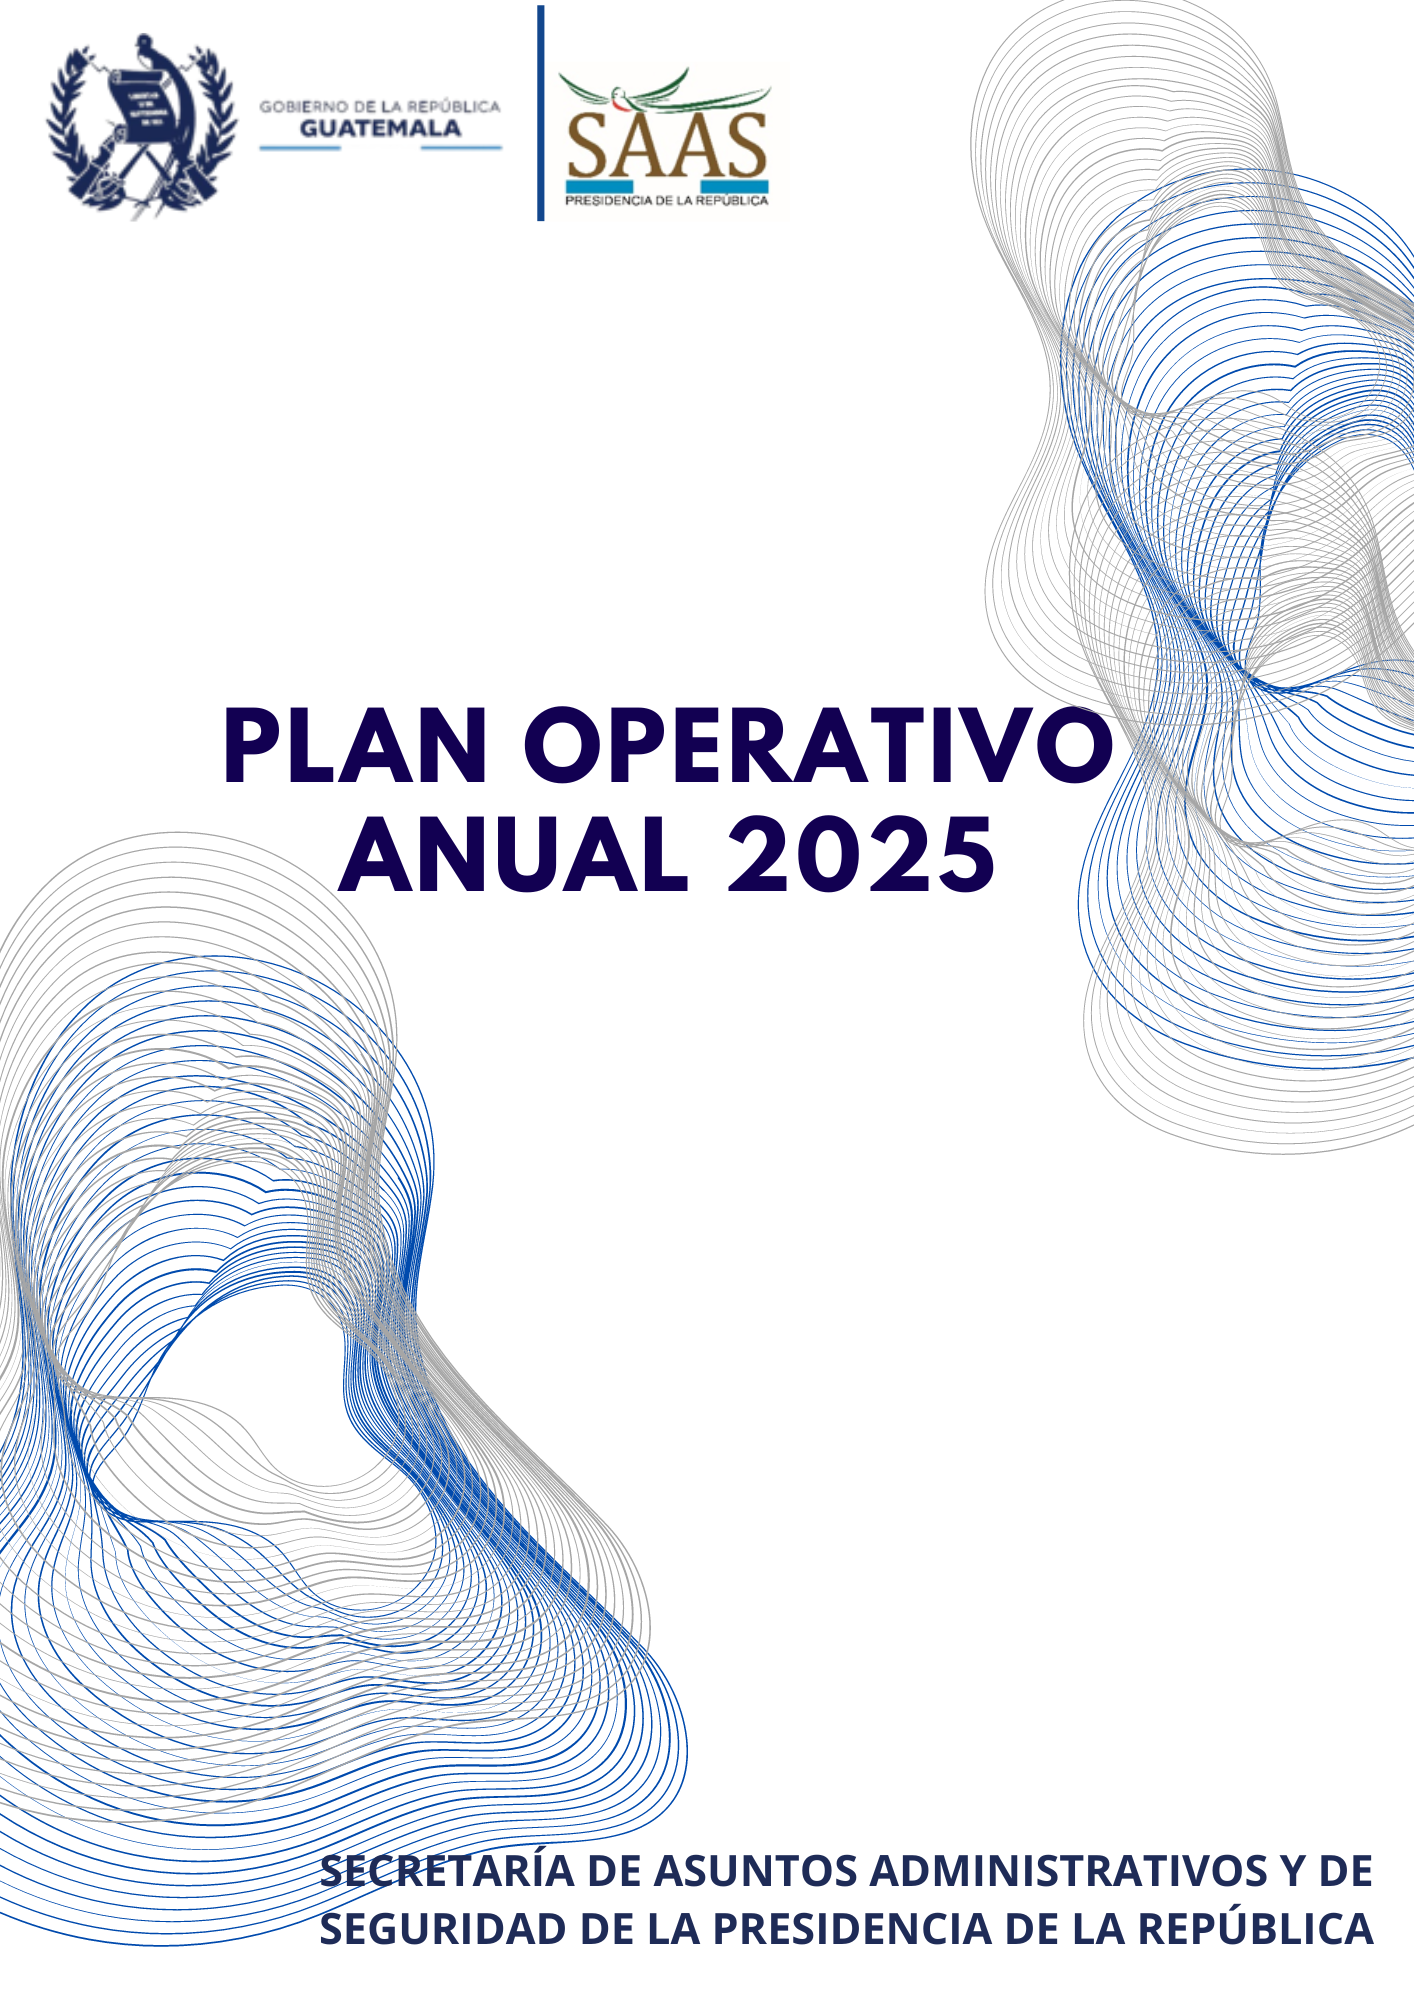 GOBIERNO DE LA REPÚBLICA
GUATEMALA
SAAS
PRESIDENCIA DE LA REPÚBLICA
PLAN OPERATIVO
ANUAL 2025
SECRETARÍA DE ASUNTOS ADMINISTRATIVOS Y DE
SEGURIDAD DE LA PRESIDENCIA DE LA REPÚBLICA